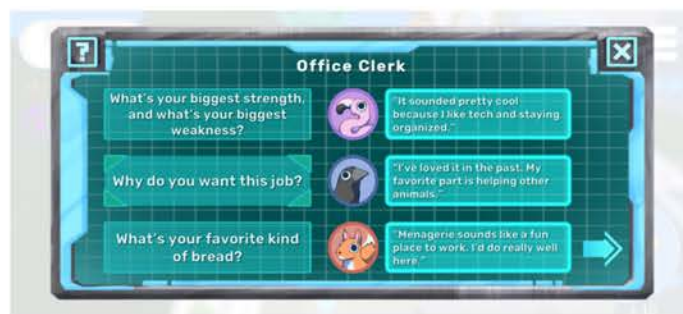 ?
Office Clerk
What's your biggest strength,
and what's your biggest
weakness?
"It sounded pretty cool
because I like tech and staying
organized."
Why do you want this job?
"I've loved it in the past. My
favorite part is helping other
animals."
What's your favorite kind
of bread?
"Menagerie sounds like a fun
place to work. I'd do really well
here."